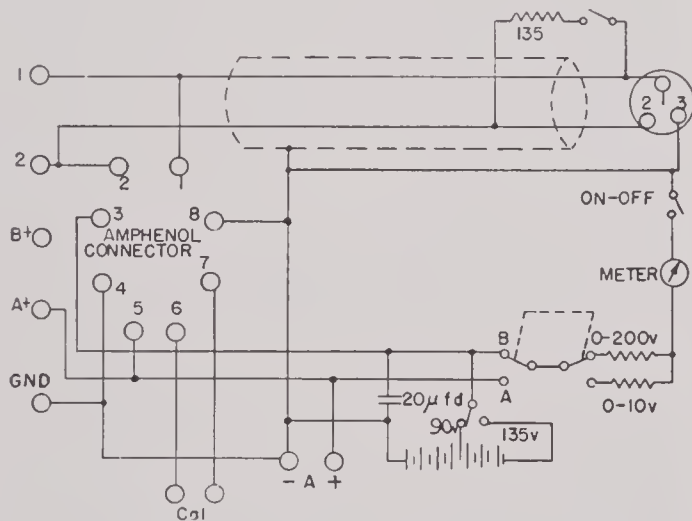 135
1
2 3
2
2
1
ON-OFF
3
8
B+
AMPHENOL
CONNECTOR
7
METER
4
A+
5 6
B
0-200v
GND
A
20µfd
0-10v
90v
135v
- A +
Cal